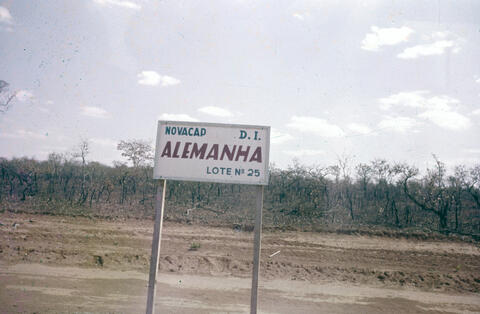 NOVACAP D.I.
ALEMANHA
LOTE Nº 25